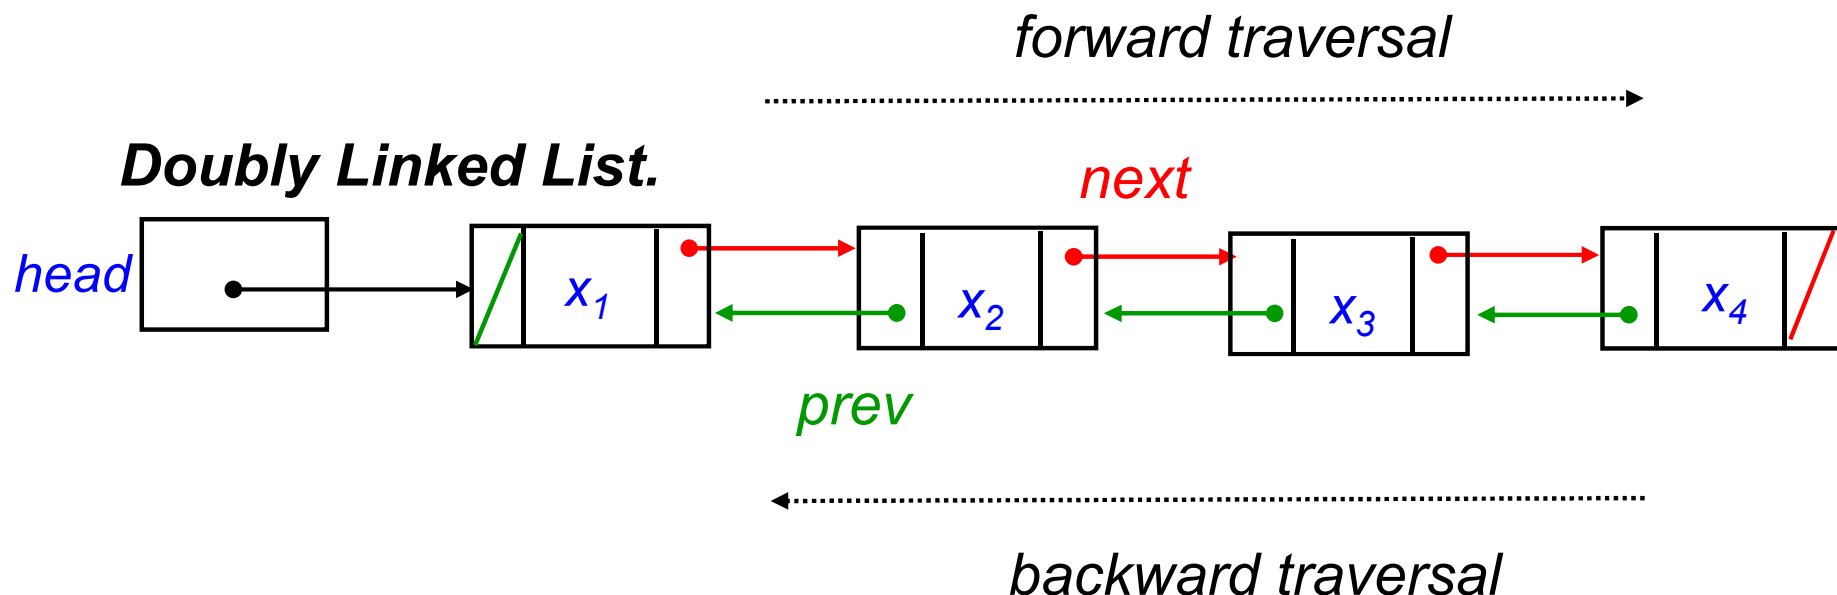 forward traversal
Doubly Linked List.
next
head
x₁
x₂
x₃
x₄
prev
backward traversal